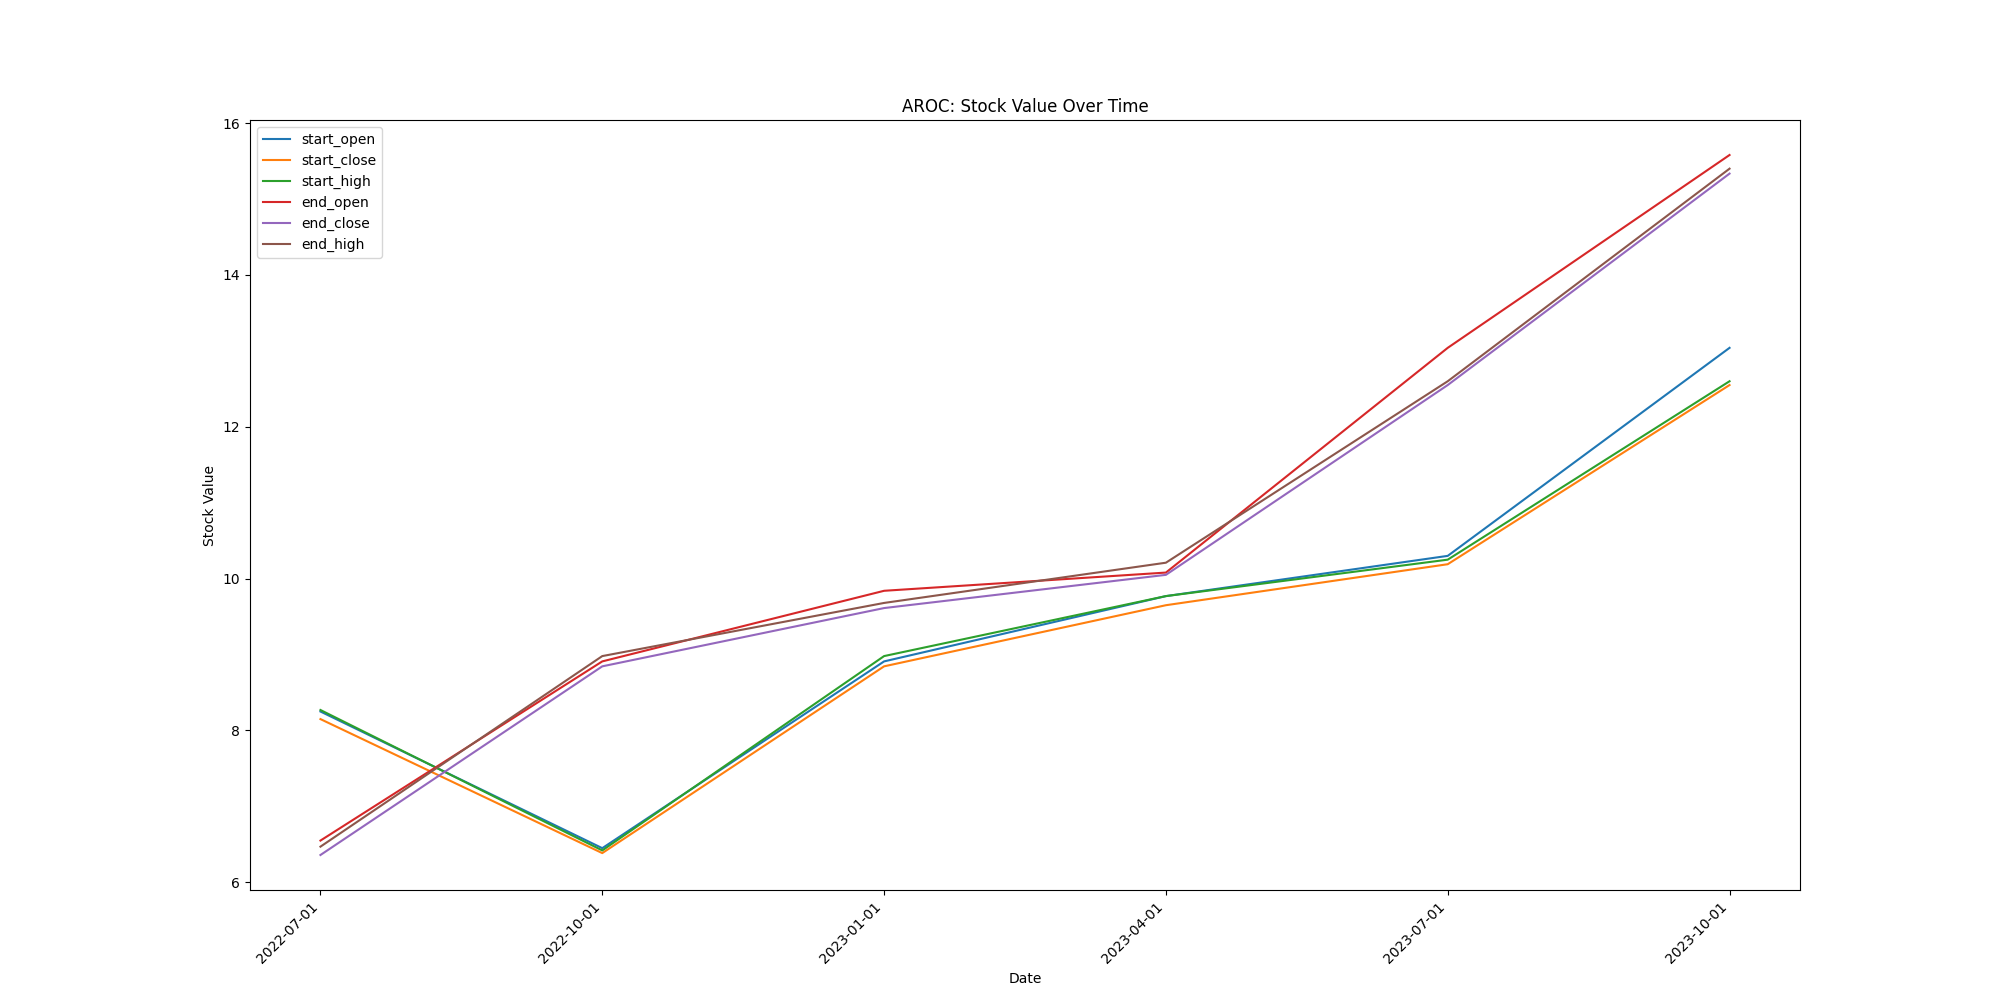 AROC: Stock Value Over Time
16
14
12
10
8
6
Stock Value
start_open
start_close
start_high
end_open
end_close
end_high
2022-07-01
2022-10-01
2023-01-01
2023-04-01
2023-07-01
2023-10-01
Date